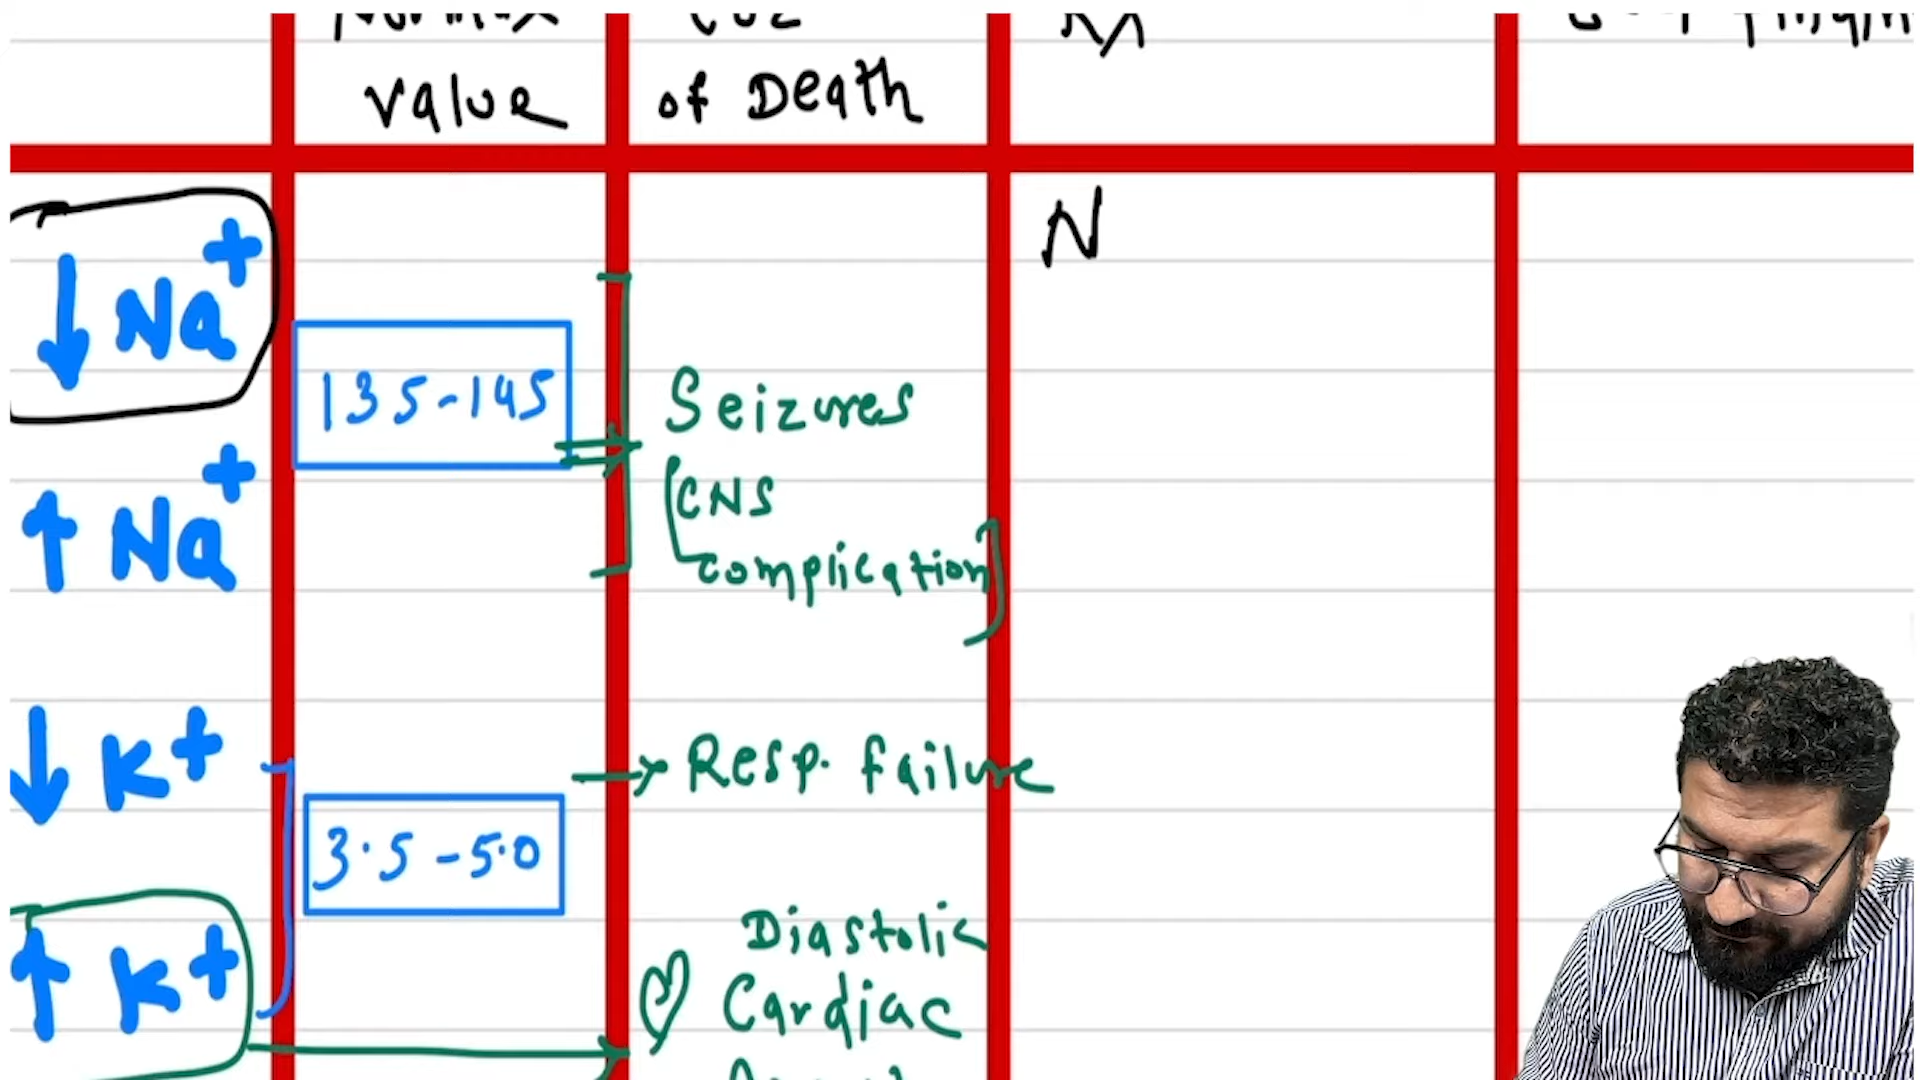 value
of Death
↓ Na+
N
135-145
Seizures
[CNS
complication]
↑ Na+
↓ K+
→ Resp. failure
3.5-5.0
↑ K+
Diastolic
Cardiac